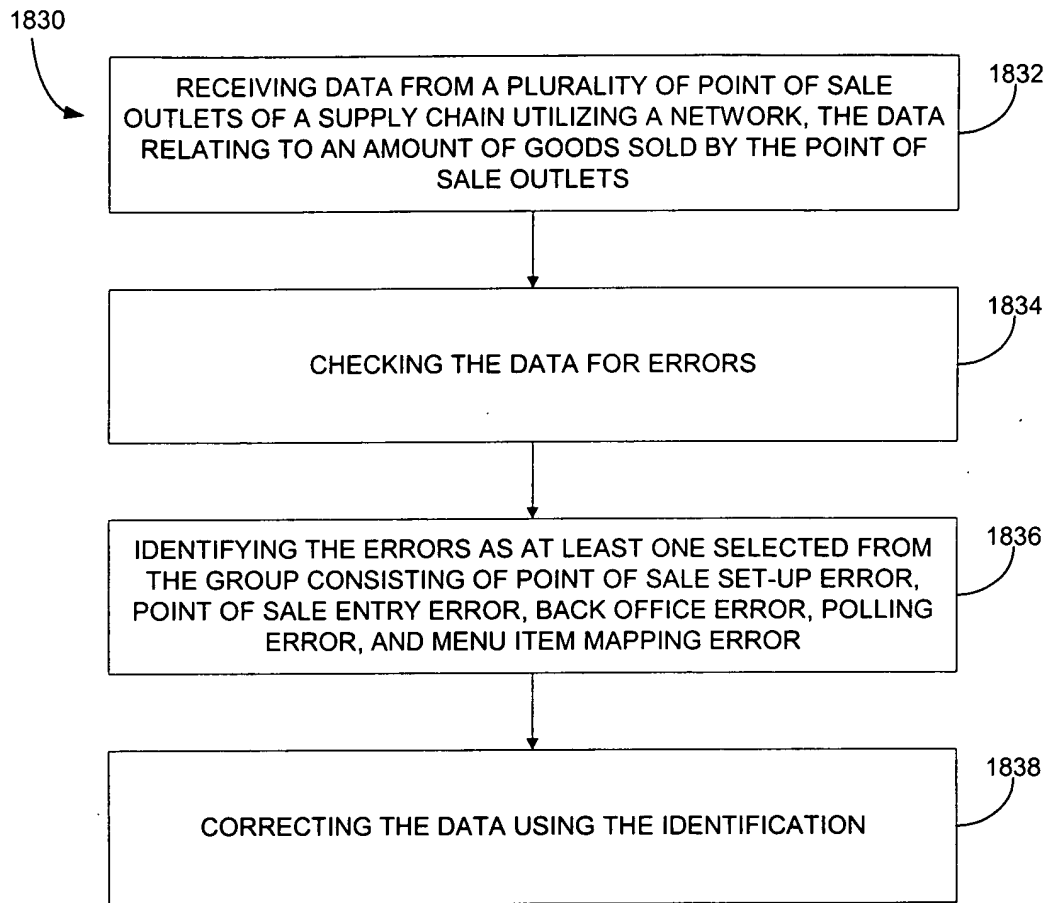 1830
RECEIVING DATA FROM A PLURALITY OF POINT OF SALE
OUTLETS OF A SUPPLY CHAIN UTILIZING A NETWORK, THE DATA
RELATING TO AN AMOUNT OF GOODS SOLD BY THE POINT OF
SALE OUTLETS
1832
CHECKING THE DATA FOR ERRORS
1834
IDENTIFYING THE ERRORS AS AT LEAST ONE SELECTED FROM
THE GROUP CONSISTING OF POINT OF SALE SET-UP ERROR,
POINT OF SALE ENTRY ERROR, BACK OFFICE ERROR, POLLING
ERROR, AND MENU ITEM MAPPING ERROR
1836
CORRECTING THE DATA USING THE IDENTIFICATION
1838